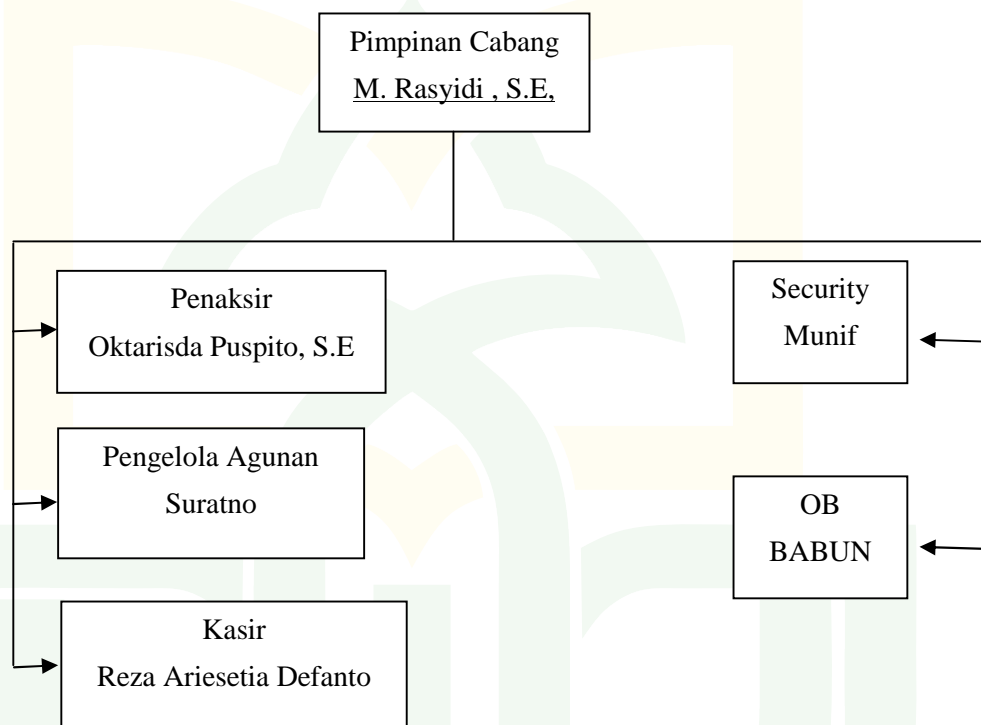 Pimpinan Cabang
M. Rasyidi , S.E,
Penaksir
Oktarisda Puspito, S.E
Security
Munif
Pengelola Agunan
Suratno
OB
BABUN
Kasir
Reza Ariesetia Defanto